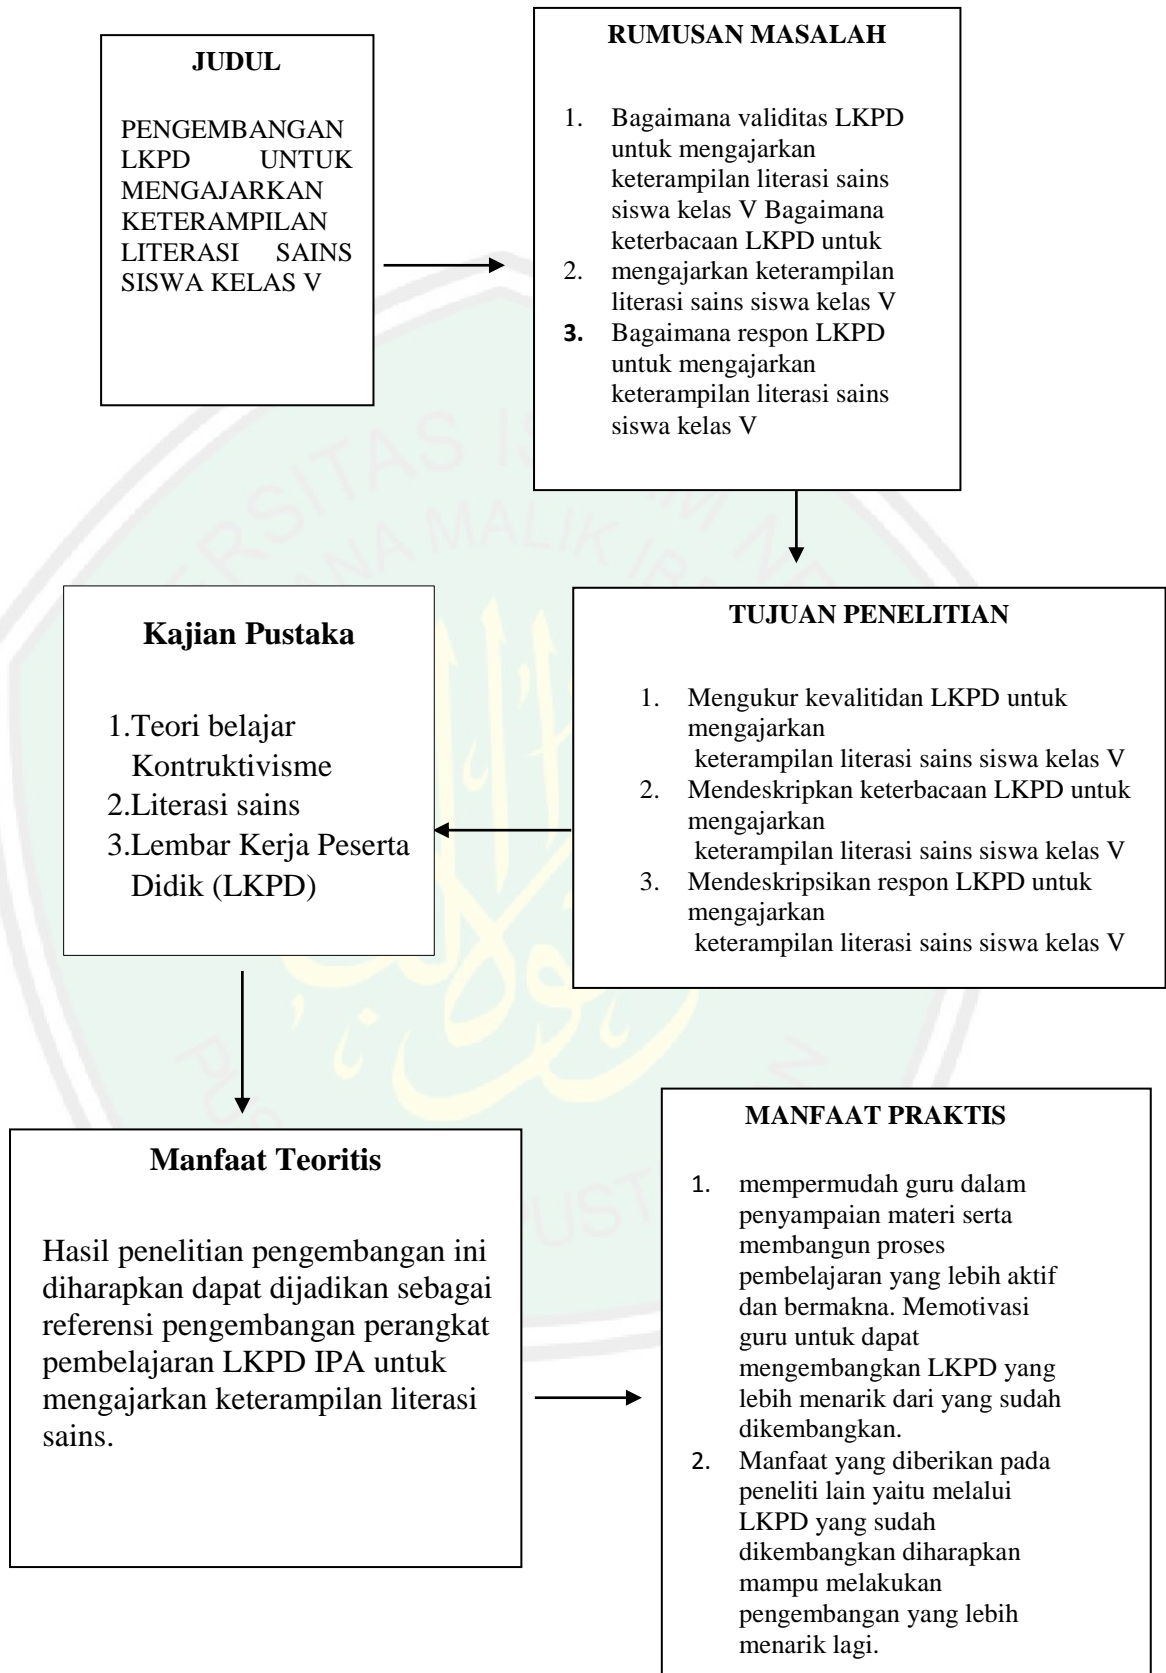 JUDUL
PENGEMBANGAN
LKPD UNTUK
MENGAJARKAN
KETERAMPILAN
LITERASI SAINS
SISWA KELAS V
RUMUSAN MASALAH
1. Bagaimana validitas LKPD
untuk mengajarkan
keterampilan literasi sains
siswa kelas V Bagaimana
keterbacaan LKPD untuk
2. mengajarkan keterampilan
literasi sains siswa kelas V
3. Bagaimana respon LKPD
untuk mengajarkan
keterampilan literasi sains
siswa kelas V
TUJUAN PENELITIAN
1. Mengukur kevalitidan LKPD untuk
mengajarkan
keterampilan literasi sains siswa kelas V
2. Mendeskripkan keterbacaan LKPD untuk
mengajarkan
keterampilan literasi sains siswa kelas V
3. Mendeskripsikan respon LKPD untuk
mengajarkan
keterampilan literasi sains siswa kelas V
Kajian Pustaka
1.Teori belajar
Kontruktivisme
2.Literasi sains
3.Lembar Kerja Peserta
Didik (LKPD)
Manfaat Teoritis
Hasil penelitian pengembangan ini
diharapkan dapat dijadikan sebagai
referensi pengembangan perangkat
pembelajaran LKPD IPA untuk
mengajarkan keterampilan literasi
sains.
MANFAAT PRAKTIS
1. mempermudah guru dalam
penyampaian materi serta
membangun proses
pembelajaran yang lebih aktif
dan bermakna. Memotivasi
guru untuk dapat
mengembangkan LKPD yang
lebih menarik dari yang sudah
dikembangkan.
2. Manfaat yang diberikan pada
peneliti lain yaitu melalui
LKPD yang sudah
dikembangkan diharapkan
mampu melakukan
pengembangan yang lebih
menarik lagi.